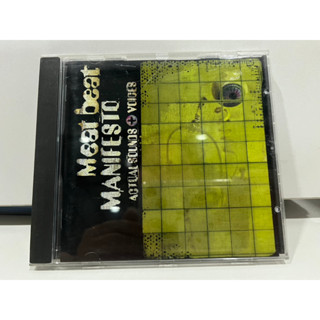 Meat beat
MANIFESTO
ACTUAL SOUNDS + VOICES